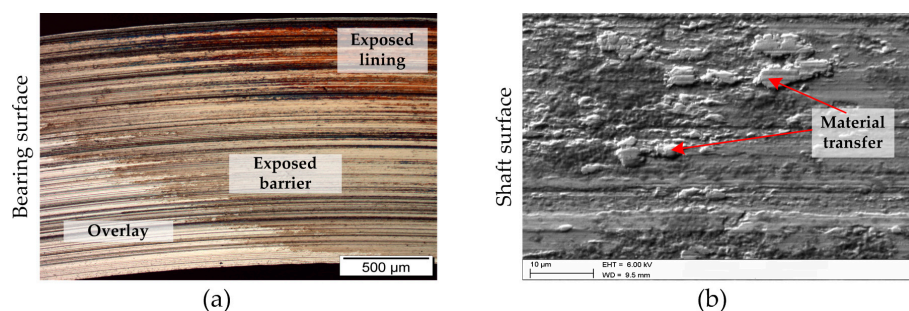 Bearing surface
Exposed
lining
Exposed
barrier
Overlay
500 µm
(a)
Shaft surface
Material
transfer
10 µm
EHT = 6.00 kV
WD = 9.5 mm
(b)